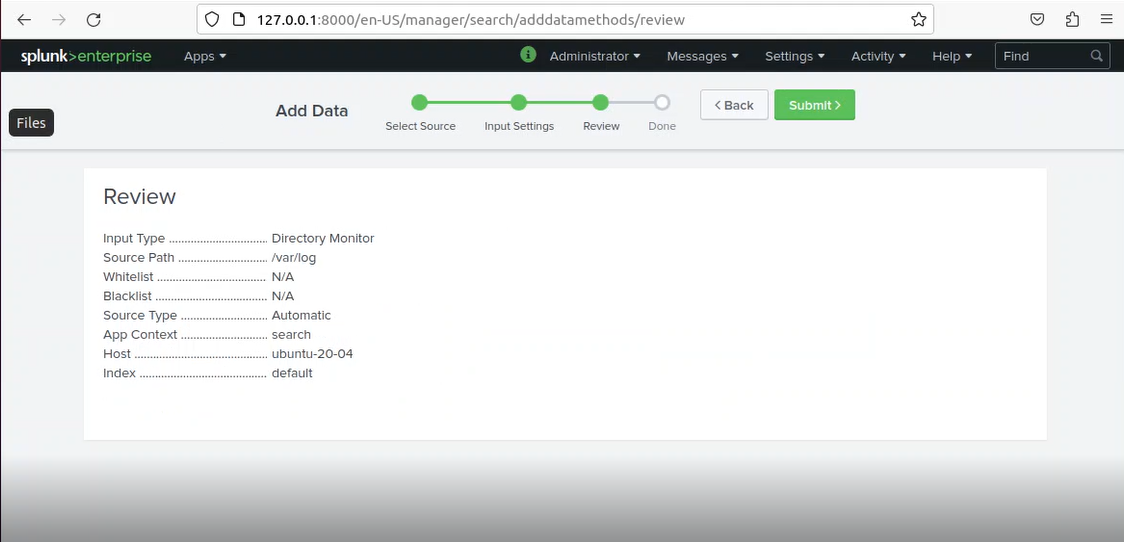 127.0.0.1:8000/en-US/manager/search/adddatamethods/review
splunk>enterprise Apps Administrator Messages Settings Activity Help Find
Add Data
Select Source Input Settings Review Done
< Back Submit >
Files
Review
Input Type ................................ Directory Monitor
Source Path ............................. /var/log
Whitelist .................................... N/A
Blacklist ..................................... N/A
Source Type ............................. Automatic
App Context ............................. search
Host ............................................ ubuntu-20-04
Index .......................................... default